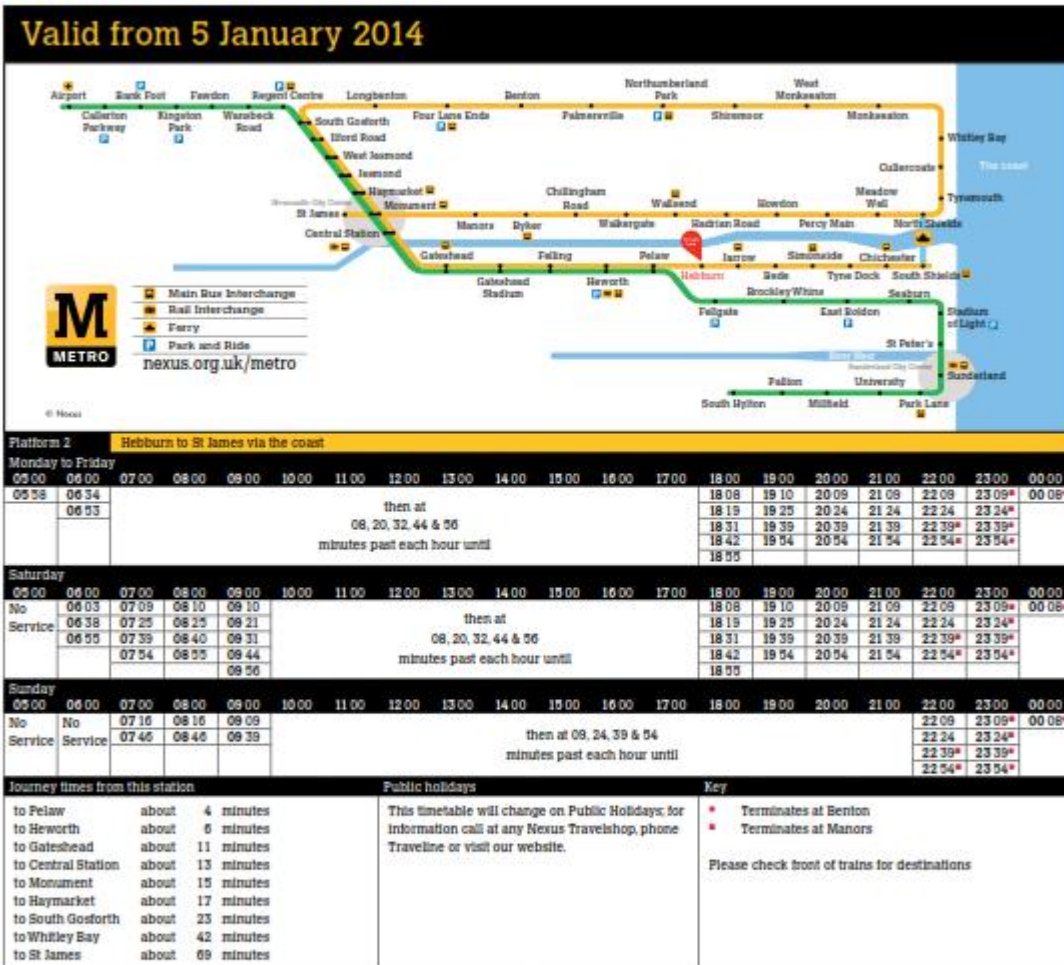 Valid from 5 January 2014
Northumberland Park
West Monkseaton
Airport
Bank Foot
Fawdon
Regent Centre
Longbenton
Benton
Callerton Parkway
Kingston Park
Wansbeck Road
South Gosforth
Four Lane Ends
Palmersville
Shiremoor
Monkseaton
Ilford Road
Whitley Bay
West Jesmond
Cullercoats
The coast
Jesmond
Haymarket
Chillingham Road
Wallsend
Howdon
Meadow Well
Tynemouth
Monument
St James
Manors
Byker
Walkergate
Hadrian Road
Percy Main
North Shields
Central Station
Gateshead
Felling
Pelaw
Hebburn
Jarrow
Bede
Simonside
Tyne Dock
Chichester
South Shields
Gateshead Stadium
Heworth
Brockley Whins
Seaburn
Fellgate
East Boldon
Stadium of Light
St Peter's
Sunderland
Pallion
University
South Hylton
Millfield
Park Lane
M
METRO
Main Bus Interchange
Rail Interchange
Ferry
P Park and Ride
nexus.org.uk/metro
© Nexus
Platform 2 Hebburn to St James via the coast
Monday to Friday
05 00 06 00 07 00 08 00 09 00 10 00 11 00 12 00 13 00 14 00 15 00 16 00 17 00 18 00 19 00 20 00 21 00 22 00 23 00 00 00
05 58 06 34 18 08 19 10 20 09 21 09 22 09 23 09 00 08
06 53 then at 18 19 19 25 20 24 21 24 22 24 23 24
08, 20, 32, 44 & 56 18 31 19 39 20 39 21 39 22 39 23 39
minutes past each hour until 18 42 19 54 20 54 21 54 22 54 23 54
18 55
Saturday
05 00 06 00 07 00 08 00 09 00 10 00 11 00 12 00 13 00 14 00 15 00 16 00 17 00 18 00 19 00 20 00 21 00 22 00 23 00 00 00
No Service 06 03 07 09 08 10 09 10 18 08 19 10 20 09 21 09 22 09 23 09 00 08
06 38 07 25 08 25 09 21 then at 18 19 19 25 20 24 21 24 22 24 23 24
06 55 07 39 08 40 09 31 08, 20, 32, 44 & 56 18 31 19 39 20 39 21 39 22 39 23 39
07 54 08 55 09 44 minutes past each hour until 18 42 19 54 20 54 21 54 22 54 23 54
09 56 18 55
Sunday
05 00 06 00 07 00 08 00 09 00 10 00 11 00 12 00 13 00 14 00 15 00 16 00 17 00 18 00 19 00 20 00 21 00 22 00 23 00 00 00
No Service No Service 07 16 08 16 09 09 22 09 23 09 00 08
07 46 08 46 09 39 then at 09, 24, 39 & 54 22 24 23 24
minutes past each hour until 22 39 23 39
22 54 23 54
Journey times from this station
to Pelaw about 4 minutes
to Heworth about 6 minutes
to Gateshead about 11 minutes
to Central Station about 13 minutes
to Monument about 15 minutes
to Haymarket about 17 minutes
to South Gosforth about 23 minutes
to Whitley Bay about 42 minutes
to St James about 69 minutes
Public holidays
This timetable will change on Public Holidays; for
information call at any Nexus Travelshop, phone
Traveline or visit our website.
Key
Terminates at Benton
Terminates at Manors
Please check front of trains for destinations